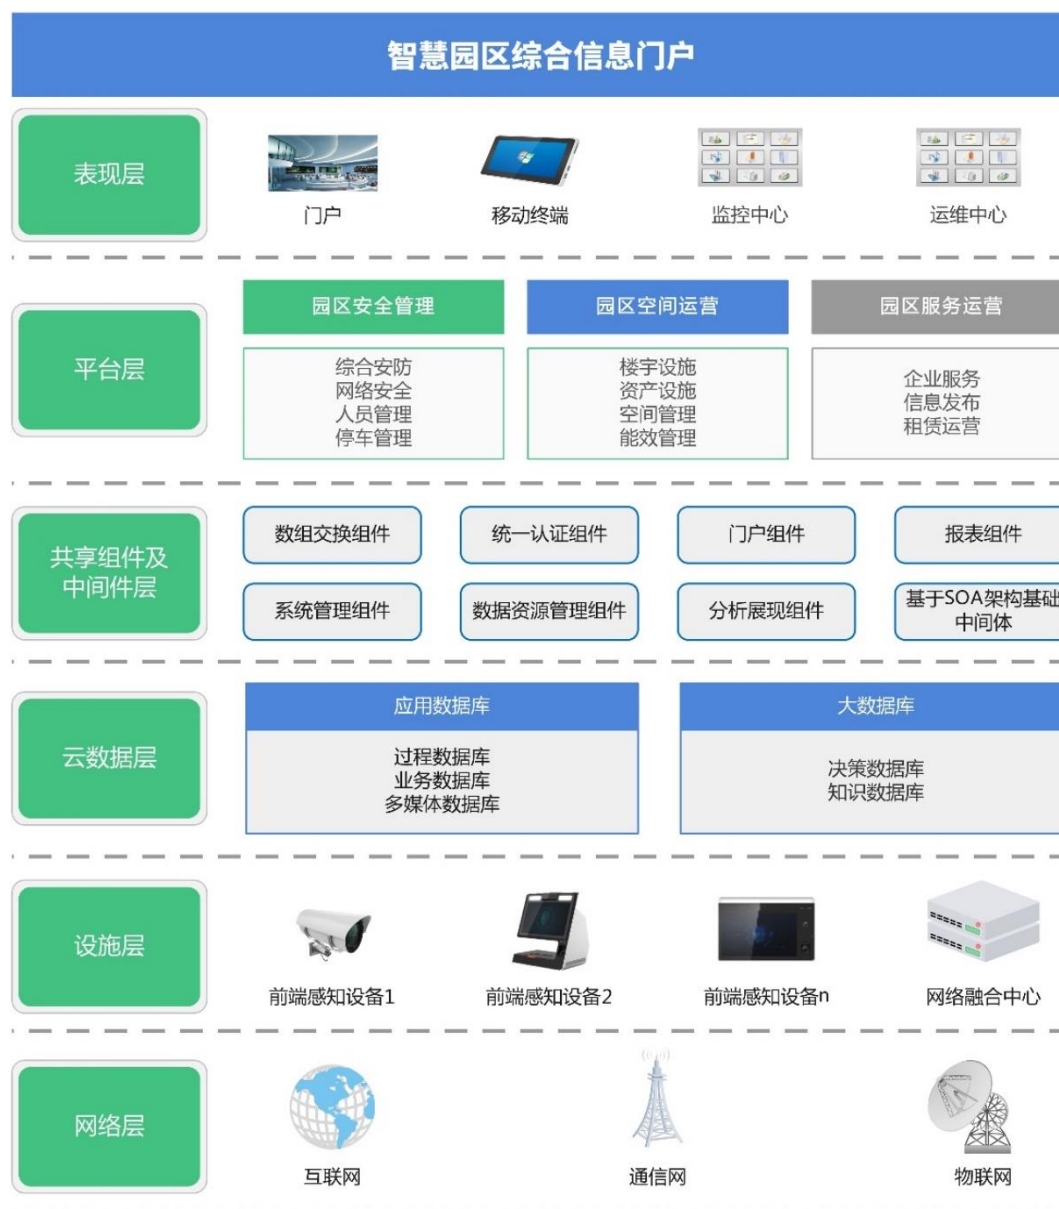 智慧园区综合信息门户
表现层
门户
移动终端
监控中心
运维中心
平台层
园区安全管理
综合安防
网络安全
人员管理
停车管理
园区空间运营
楼宇设施
资产设施
空间管理
能效管理
园区服务运营
企业服务
信息发布
租赁运营
共享组件及
中间件层
数组交换组件
统一认证组件
门户组件
报表组件
系统管理组件
数据资源管理组件
分析展现组件
基于SOA架构基础
中间体
云数据层
应用数据库
过程数据库
业务数据库
多媒体数据库
大数据库
决策数据库
知识数据库
设施层
前端感知设备1
前端感知设备2
前端感知设备n
网络融合中心
网络层
互联网
通信网
物联网